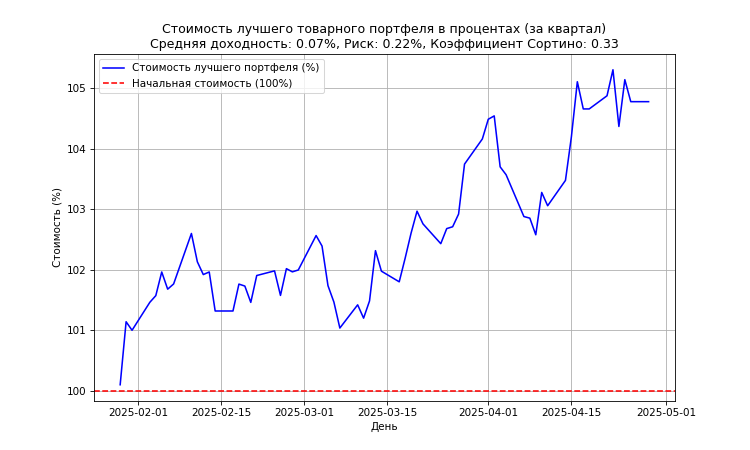 Стоимость лучшего товарного портфеля в процентах (за квартал)
Средняя доходность: 0.07%, Риск: 0.22%, Коэффициент Сортино: 0.33
Стоимость лучшего портфеля (%)
Начальная стоимость (100%)
Стоимость (%)
105
104
103
102
101
100
2025-02-01 2025-02-15 2025-03-01 2025-03-15 2025-04-01 2025-04-15 2025-05-01
День